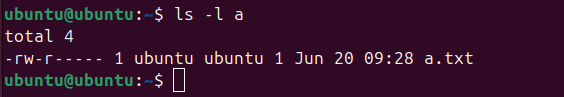 ubuntu@ubuntu:~$ ls -l a
total 4
-rw-r----- 1 ubuntu ubuntu 1 Jun 20 09:28 a.txt
ubuntu@ubuntu:~$